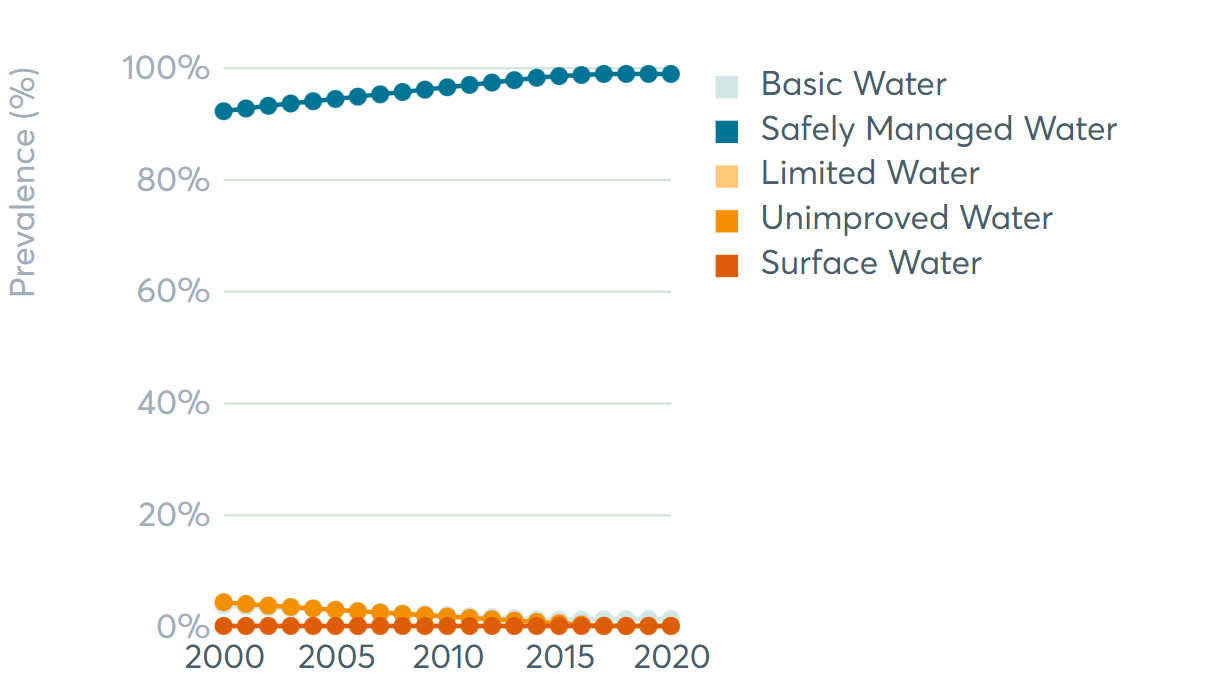 Prevalence (%)
100%
80%
60%
40%
20%
0%
2000 2005 2010 2015 2020
Basic Water
Safely Managed Water
Limited Water
Unimproved Water
Surface Water